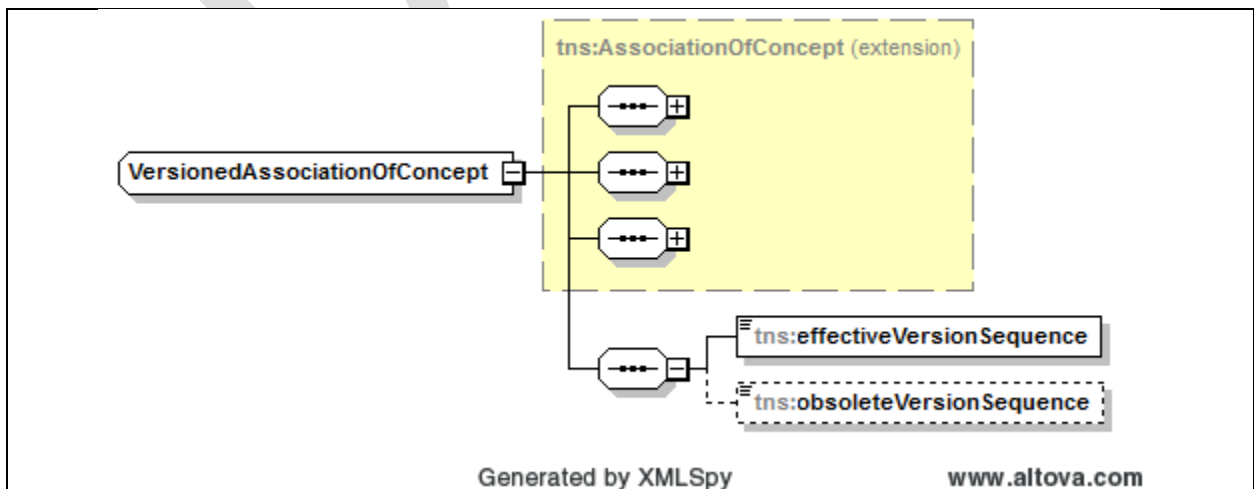 tns:AssociationOfConcept (extension)
VersionedAssociationOfConcept
tns:effectiveVersionSequence
tns:obsoleteVersionSequence
Generated by XMLSpy www.altova.com